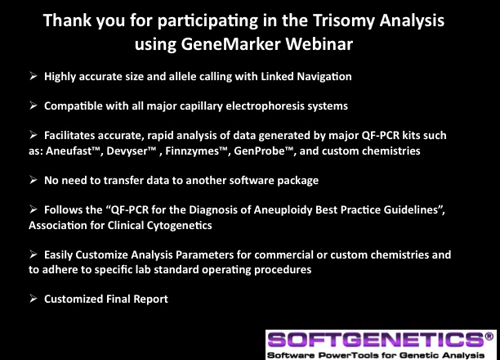 Thank you for participating in the Trisomy Analysis
using GeneMarker Webinar
➢ Highly accurate size and allele calling with Linked Navigation
➢ Compatible with all major capillary electrophoresis systems
➢ Facilitates accurate, rapid analysis of data generated by major QF-PCR kits such
as: Aneufast™, Devyser™ , Finnzymes™, GenProbe™, and custom chemistries
➢ No need to transfer data to another software package
➢ Follows the “QF-PCR for the Diagnosis of Aneuploidy Best Practice Guidelines”,
Association for Clinical Cytogenetics
➢ Easily Customize Analysis Parameters for commercial or custom chemistries and
to adhere to specific lab standard operating procedures
➢ Customized Final Report
SOFTGENETICS®
Software PowerTools for Genetic Analysis